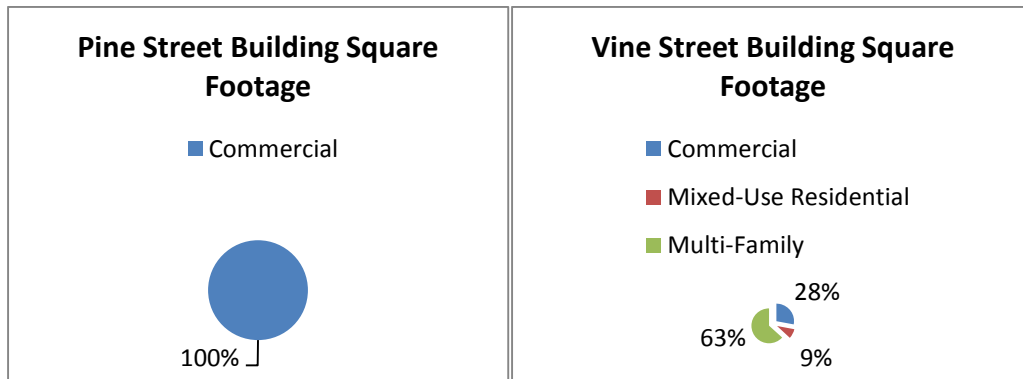 Pine Street Building Square
Footage
Commercial
100%
Vine Street Building Square
Footage
Commercial
Mixed-Use Residential
Multi-Family
28%
63%
9%